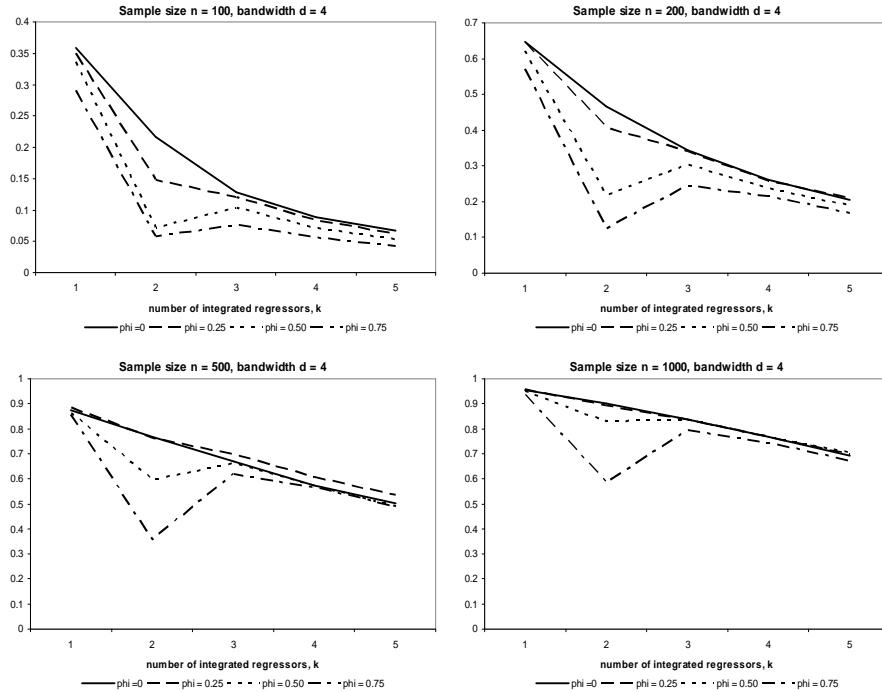 Sample size n = 100, bandwidth d = 4
0.4
0.35
0.3
0.25
0.2
0.15
0.1
0.05
0
1 2 3 4 5
number of integrated regressors, k
phi =0 phi = 0.25 phi = 0.50 phi = 0.75
Sample size n = 200, bandwidth d = 4
0.7
0.6
0.5
0.4
0.3
0.2
0.1
0
1 2 3 4 5
number of integrated regressors, k
phi =0 phi = 0.25 phi = 0.50 phi = 0.75
Sample size n = 500, bandwidth d = 4
1
0.9
0.8
0.7
0.6
0.5
0.4
0.3
0.2
0.1
0
1 2 3 4 5
number of integrated regressors, k
phi =0 phi = 0.25 phi = 0.50 phi = 0.75
Sample size n = 1000, bandwidth d = 4
1
0.9
0.8
0.7
0.6
0.5
0.4
0.3
0.2
0.1
0
1 2 3 4 5
number of integrated regressors, k
phi =0 phi = 0.25 phi = 0.50 phi = 0.75